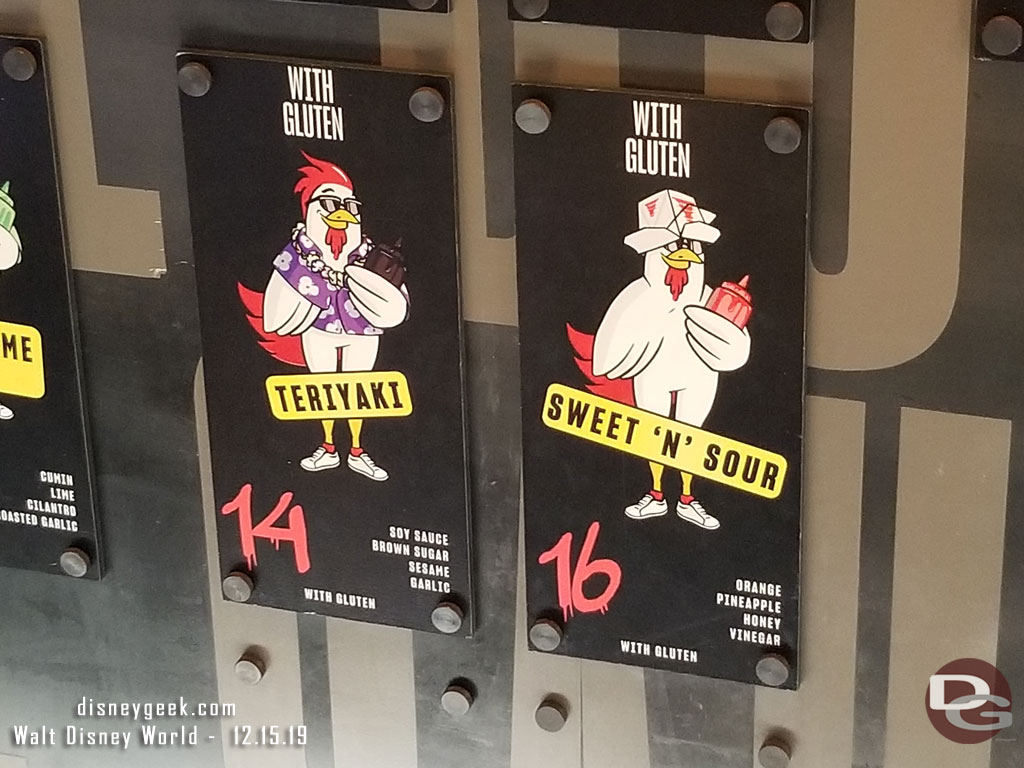 ME
CUMIN
LIME
CILANTRO
ROASTED GARLIC
WITH
GLUTEN
TERIYAKI
14
SOY SAUCE
BROWN SUGAR
SESAME
GARLIC
WITH GLUTEN
WITH
GLUTEN
SWEET 'N' SOUR
16
ORANGE
PINEAPPLE
HONEY
VINEGAR
WITH GLUTEN
disneygeek.com
Walt Disney World - 12.15.19
DG